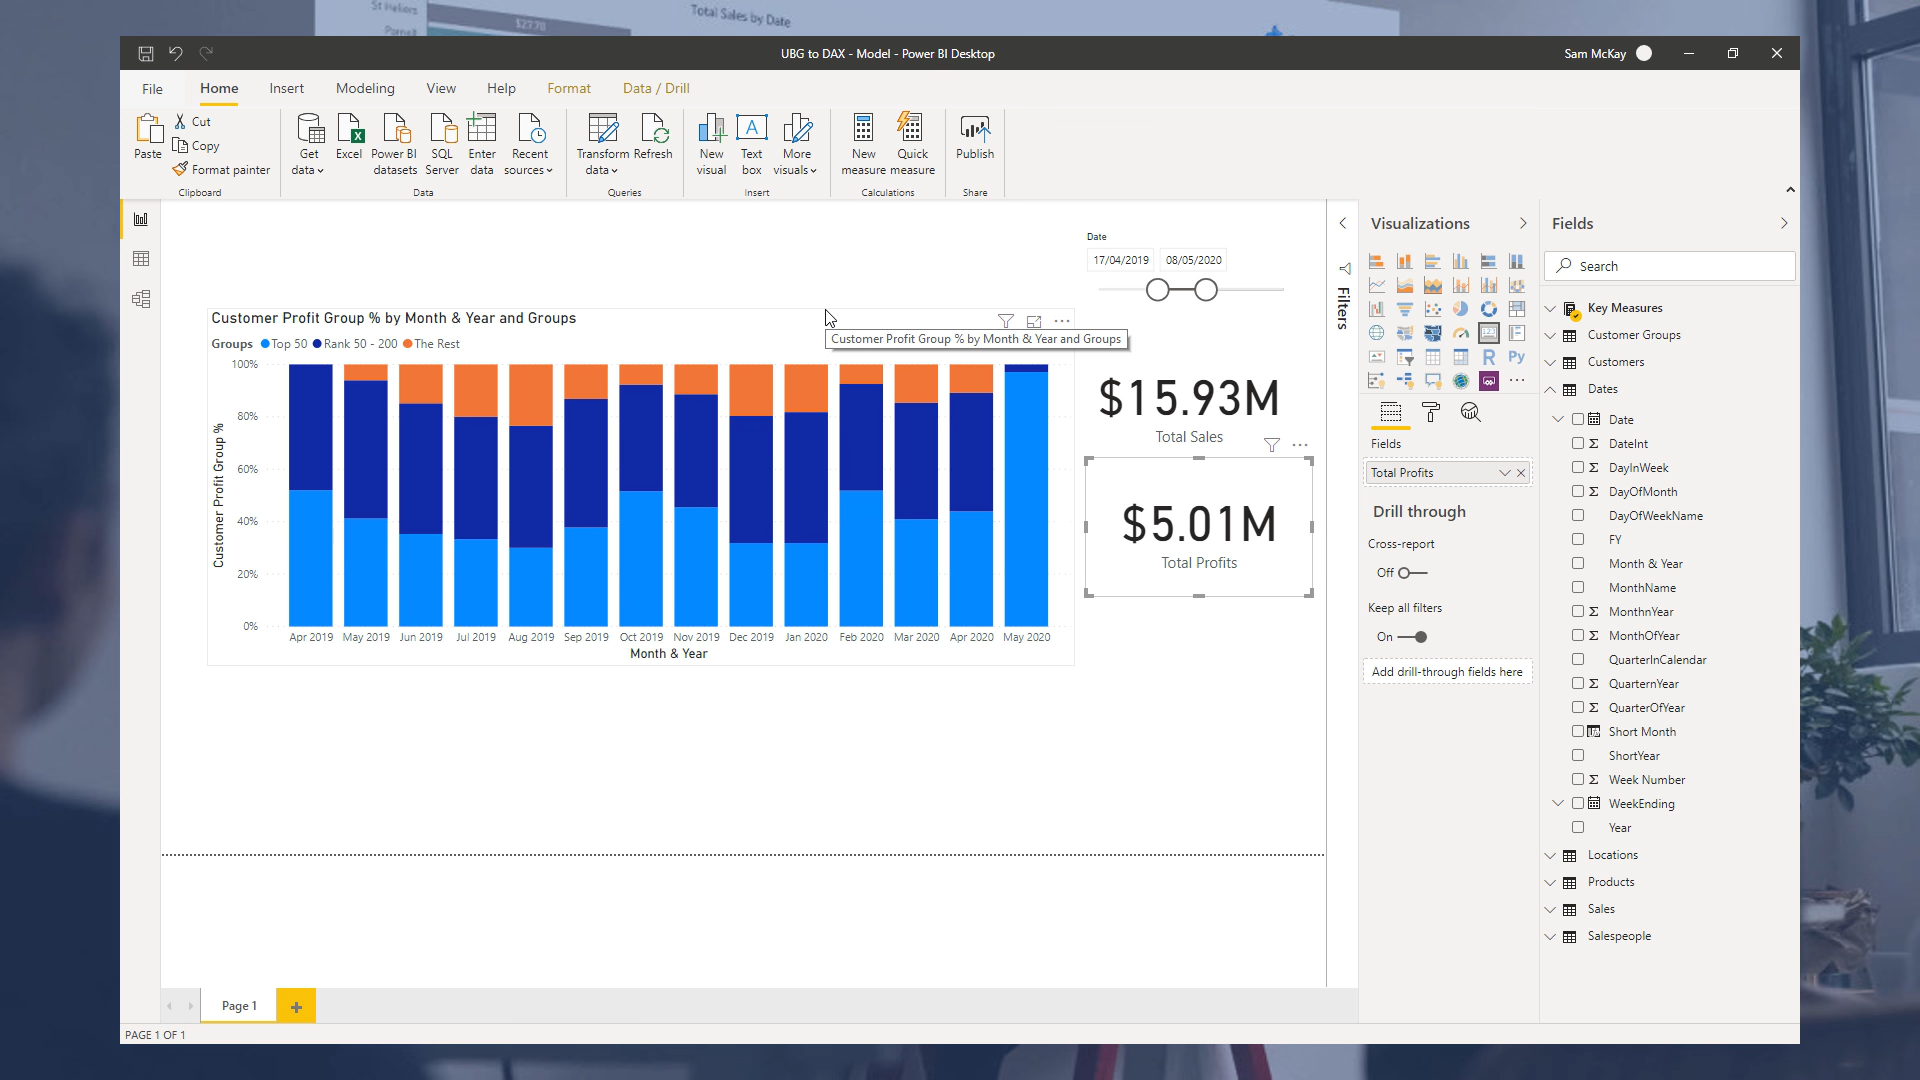 St Heliers
$27.70
Total Sales by Date
UBG to DAX - Model - Power BI Desktop
Sam McKay
File
Home
Insert
Modeling
View
Help
Format
Data / Drill
Paste
Cut
Copy
Format painter
Clipboard
Get data
Excel
Power BI datasets
SQL Server
Enter data
Recent sources
Data
Transform data
Refresh
Queries
New visual
A
Text box
More visuals
Insert
New measure
Quick measure
Calculations
Publish
Share
Date
17/04/2019
08/05/2020
Customer Profit Group % by Month & Year and Groups
Customer Profit Group % by Month & Year and Groups
Groups
Top 50
Rank 50 - 200
The Rest
Customer Profit Group %
100%
80%
60%
40%
20%
0%
Apr 2019
May 2019
Jun 2019
Jul 2019
Aug 2019
Sep 2019
Oct 2019
Nov 2019
Dec 2019
Jan 2020
Feb 2020
Mar 2020
Apr 2020
May 2020
Month & Year
$15.93M
Total Sales
$5.01M
Total Profits
Filters
Visualizations
R
Py
Fields
Total Profits
Drill through
Cross-report
Off
Keep all filters
On
Add drill-through fields here
Fields
Search
Key Measures
Customer Groups
Customers
Dates
Date
DateInt
DayInWeek
DayOfMonth
DayOfWeekName
FY
Month & Year
MonthName
MonthnYear
MonthOfYear
QuarterInCalendar
QuarternYear
QuarterOfYear
Short Month
ShortYear
Week Number
WeekEnding
Year
Locations
Products
Sales
Salespeople
Page 1
PAGE 1 OF 1